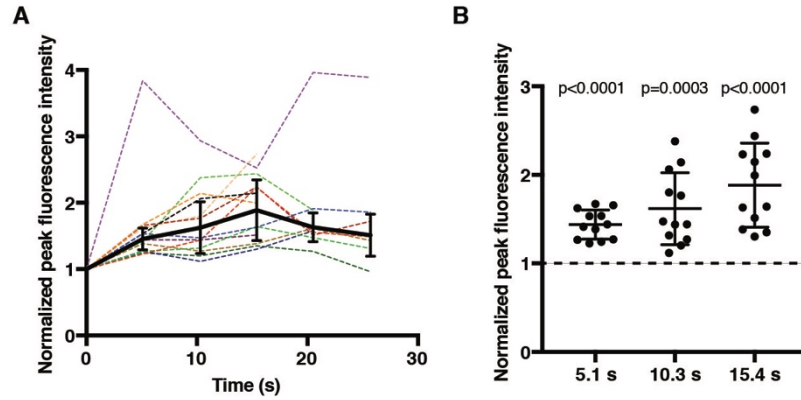 A
Normalized peak fluorescence intensity
4
3
2
1
0
0
10
20
30
Time (s)
B
Normalized peak fluorescence intensity
3
2
1
0
p<0.0001
p=0.0003
p<0.0001
5.1 s
10.3 s
15.4 s